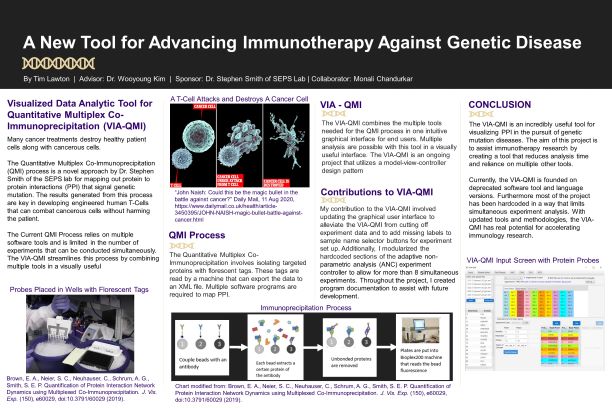 A New Tool for Advancing Immunotherapy Against Genetic Disease
By Tim Lawton | Advisor: Dr. Wooyoung Kim | Sponsor: Dr. Stephen Smith of SEPS Lab | Collaborator: Monali Chandurkar
Visualized Data Analytic Tool for
Quantitative Multiplex Co-
Immunoprecipitation (VIA-QMI)
Many cancer treatments destroy healthy patient
cells along with cancerous cells.
The Quantitative Multiplex Co-Immunoprecipitation
(QMI) process is a novel approach by Dr. Stephen
Smith of the SEPS lab for mapping out protein to
protein interactions (PPI) that signal genetic
mutation. The results generated from this process
are key in developing engineered human T-Cells
that can combat cancerous cells without harming
the patient.
The Current QMI Process relies on multiple
software tools and is limited in the number of
experiments that can be conducted simultaneously.
The VIA-QMI streamlines this process by combining
multiple tools in a visually useful
Probes Placed in Wells with Florescent Tags
Brown, E. A., Neier, S. C., Neuhauser, C., Schrum, A. G.,
Smith, S. E. P. Quantification of Protein Interaction Network
Dynamics using Multiplexed Co-Immunoprecipitation. J. Vis.
Exp. (150), e60029, doi:10.3791/60029 (2019).
A T-Cell Attacks and Destroys A Cancer Cell
CANCER CELL
"John Naish: Could this be the magic bullet in the
battle against cancer?" Daily Mail, 11 Aug 2020,
https://www.dailymail.co.uk/health/article-
3450395/JOHN-NAISH-magic-bullet-battle-against-
cancer.html
QMI Process
The Quantitative Multiplex Co-
Immunoprecipitation involves isolating targeted
proteins with florescent tags. These tags are
read by a machine that can export the data to
an XML file. Multiple software programs are
required to map PPI.
Immunoprecipitation Process
1 2 3
Couple beads with an
antibody
1 2 3
Each bead extracts a
certain protein of the
antibody
1 2 3
Unbonded proteins
are removed
Plates are put into
Bioplex200 machine
that reads the bead
fluorescence
Chart modified from: Brown, E. A., Neier, S. C., Neuhauser, C., Schrum, A. G., Smith, S. E. P. Quantification of
Protein Interaction Network Dynamics using Multiplexed Co-Immunoprecipitation. J. Vis. Exp. (150), e60029,
doi:10.3791/60029 (2019).
VIA - QMI
The VIA-QMI combines the multiple tools
needed for the QMI process in one intuitive
graphical interface for end users. Multiple
analysis are possible with this tool in a visually
useful interface. The VIA-QMI is an ongoing
project that utilizes a model-view-controller
design pattern
Contributions to VIA-QMI
My contribution to the VIA-QMI involved
updating the graphical user interface to
alleviate the VIA-QMI from cutting off
experiment data and to add missing labels to
sample name selector buttons for experiment
set up. Additionally, I modularized the
hardcoded sections of the adaptive non-
parametric analysis (ANC) experiment
controller to allow for more than 8 simultaneous
experiments. Throughout the project, I created
program documentation to assist with future
development.
CONCLUSION
The VIA-QMI is an incredibly useful tool for
visualizing PPI in the pursuit of genetic
mutation diseases. The aim of this project is
to assist immunotherapy research by
creating a tool that reduces analysis time
and reliance on multiple other tools.
Currently, the VIA-QMI is founded on
deprecated software tool and language
versions. Furthermore most of the project
has been hardcoded in a way that limits
simultaneous experiment analysis. With
updated tools and methodologies, the VIA-
QMI has real potential for accelerating
immunology research.
VIA-QMI Input Screen with Protein Probes